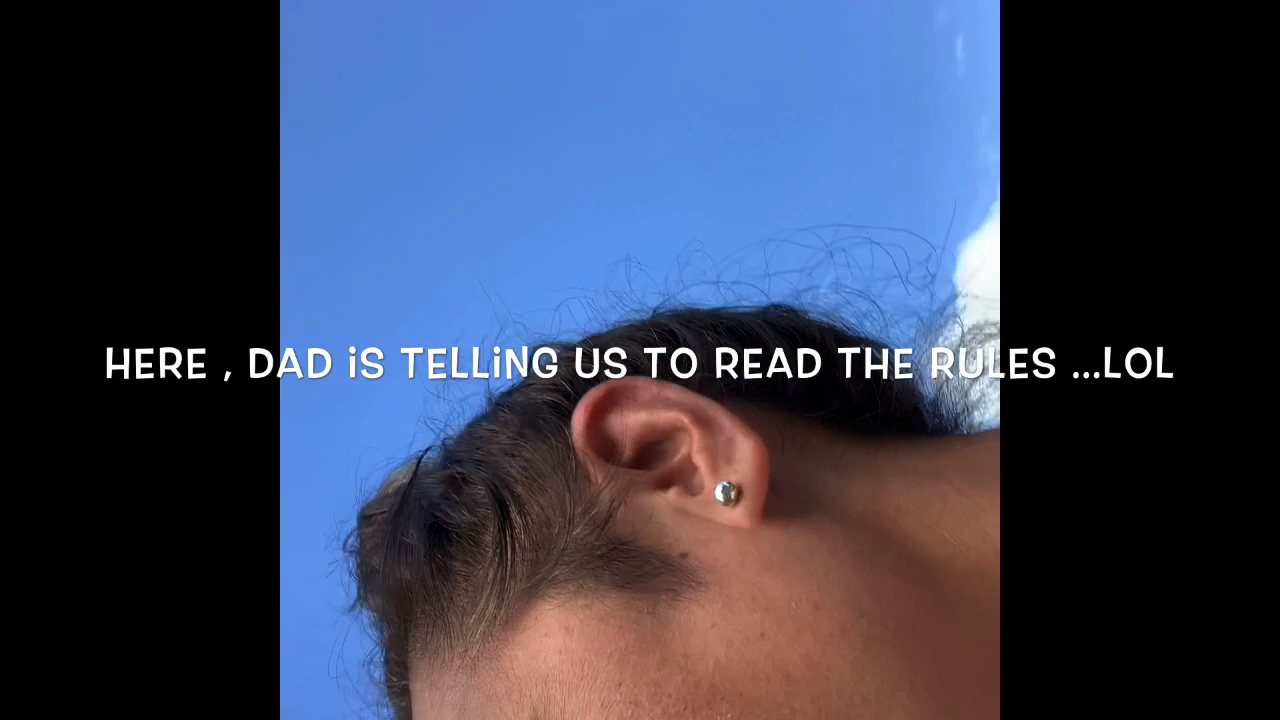 HERE , DAD iS TELLiNG US TO READ THE RULES ...LOL